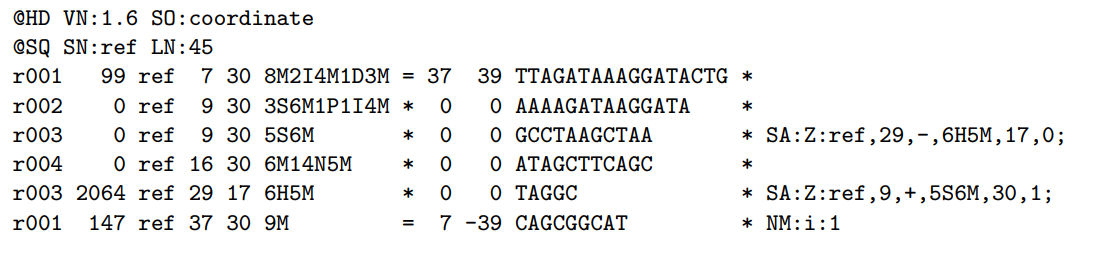 @HD VN:1.6 SO:coordinate
@SQ SN:ref LN:45
r001   99 ref  7 30 8M2I4M1D3M = 37  39 TTAGATAAAGGATACTG *
r002    0 ref  9 30 3S6M1P1I4M *  0   0 AAAAGATAAGGATA    *
r003    0 ref  9 30 5S6M       *  0   0 GCCTAAGCTAA       * SA:Z:ref,29,-,6H5M,17,0;
r004    0 ref 16 30 6M14N5M    *  0   0 ATAGCTTCAGC       *
r003 2064 ref 29 17 6H5M       *  0   0 TAGGC             * SA:Z:ref,9,+,5S6M,30,1;
r001  147 ref 37 30 9M         =  7 -39 CAGCGGCAT         * NM:i:1